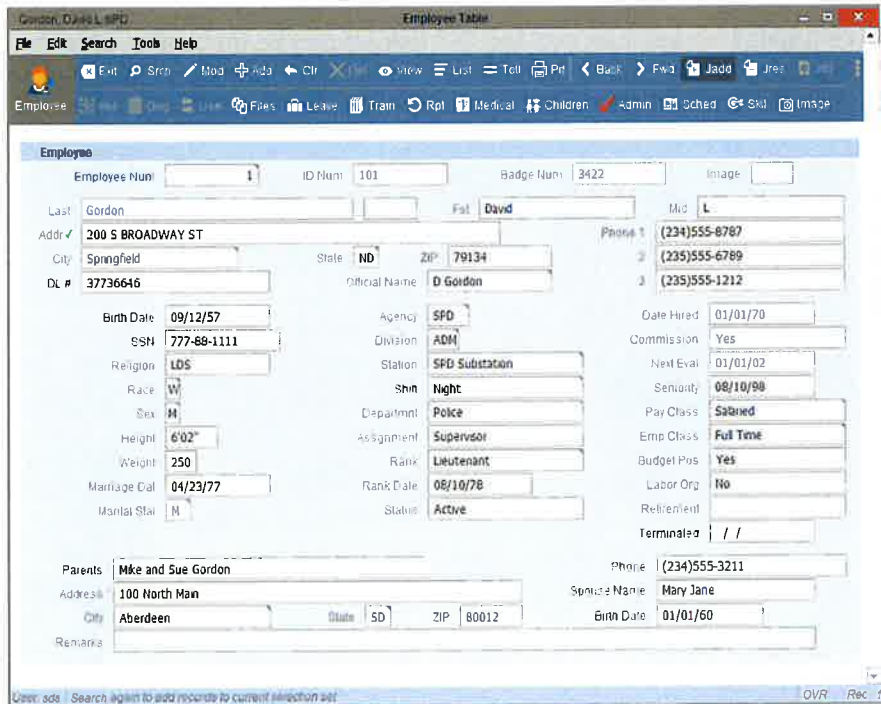 Gordon, David L SPD Employee Table
File Edit Search Tools Help
Exit Srch Mod Add Clr View List Totl Prt Back Fwd Jadd Jres
Employee Files Leave Train Rpt Medical Children Admin Sched Skil Image
Employee
Employee Num 1 ID Num 101 Badge Num 3422 Image
Last Gordon Fst David Mid L
Addr 200 S BROADWAY ST Phone 1 (234)555-8787
City Springfield State ND ZIP 79134 2 (235)555-6789
DL # 37736646 Official Name D Gordon 3 (235)555-1212
Birth Date 09/12/57 Agency SPD Date Hired 01/01/70
SSN 777-88-1111 Division ADM Commission Yes
Religion LDS Station SPD Substation Next Eval 01/01/02
Race W Shift Night Seniority 08/10/98
Sex M Departmnt Police Pay Class Salaried
Height 6'02" Assignment Supervisor Emp Class Full Time
Weight 250 Rank Lieutenant Budget Pos Yes
Marriage Dat 04/23/77 Rank Date 08/10/78 Labor Org No
Marital Stat M Status Active Retirement
Terminated / /
Parents Mike and Sue Gordon Phone (234)555-3211
Address 100 North Main Spouse Name Mary Jane
City Aberdeen State SD ZIP 80012 Birth Date 01/01/60
Remarks
User: sds Search again to add records to current selection set OVR Rec